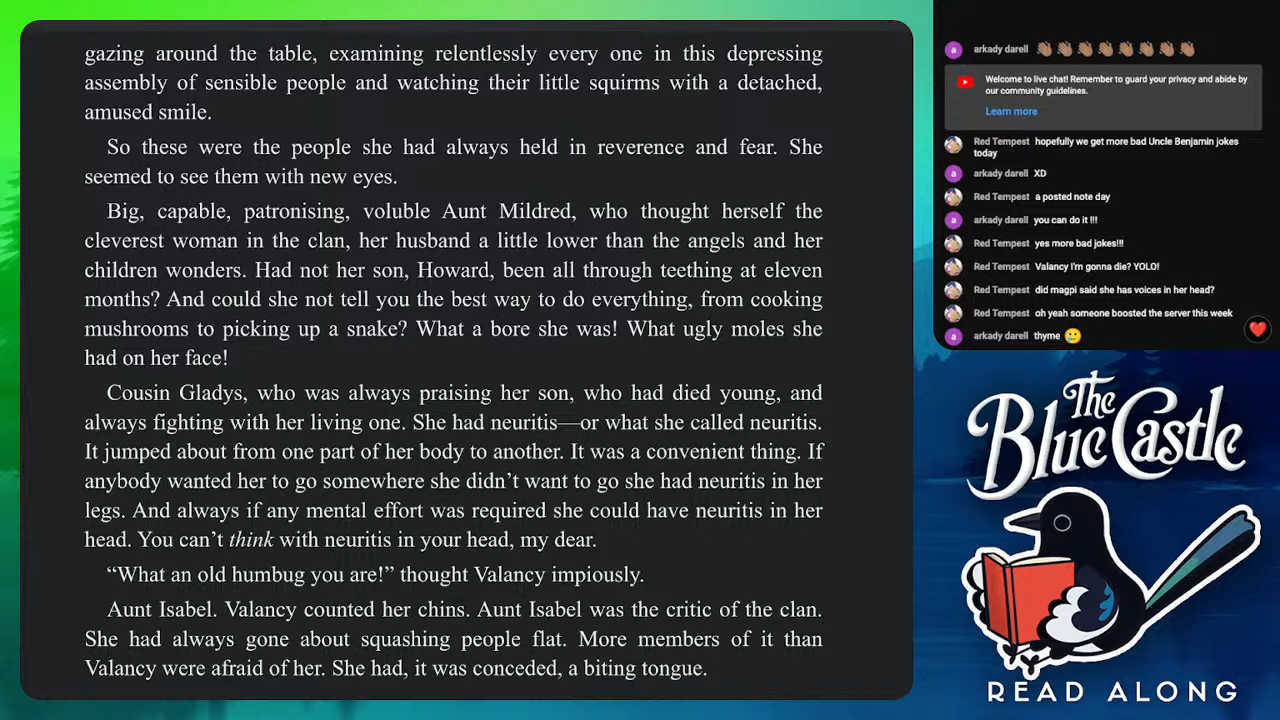 gazing around the table, examining relentlessly every one in this depressing
assembly of sensible people and watching their little squirms with a detached,
amused smile.
So these were the people she had always held in reverence and fear. She
seemed to see them with new eyes.
Big, capable, patronising, voluble Aunt Mildred, who thought herself the
cleverest woman in the clan, her husband a little lower than the angels and her
children wonders. Had not her son, Howard, been all through teething at eleven
months? And could she not tell you the best way to do everything, from cooking
mushrooms to picking up a snake? What a bore she was! What ugly moles she
had on her face!
Cousin Gladys, who was always praising her son, who had died young, and
always fighting with her living one. She had neuritis—or what she called neuritis.
It jumped about from one part of her body to another. It was a convenient thing. If
anybody wanted her to go somewhere she didn't want to go she had neuritis in her
legs. And always if any mental effort was required she could have neuritis in her
head. You can't think with neuritis in your head, my dear.
“What an old humbug you are!” thought Valancy impiously.
Aunt Isabel. Valancy counted her chins. Aunt Isabel was the critic of the clan.
She had always gone about squashing people flat. More members of it than
Valancy were afraid of her. She had, it was conceded, a biting tongue.
a arkady darell 👏🏽👏🏽👏🏽👏🏽👏🏽👏🏽👏🏽👏🏽
Welcome to live chat! Remember to guard your privacy and abide by
our community guidelines.
Learn more
Red Tempest hopefully we get more bad Uncle Benjamin jokes
today
a arkady darell XD
Red Tempest a posted note day
a arkady darell you can do it !!!
Red Tempest yes more bad jokes!!!
Red Tempest Valancy I'm gonna die? YOLO!
Red Tempest did magpi said she has voices in her head?
Red Tempest oh yeah someone boosted the server this week
a arkady darell thyme 🥲
The
Blue Castle
READ ALONG